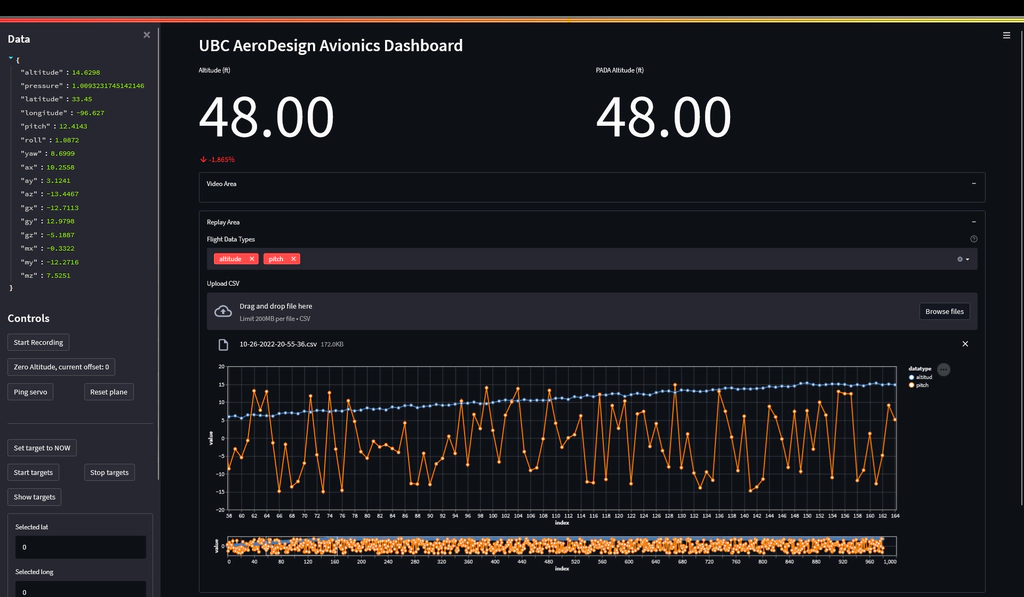 Data
{
"altitude" : 14.6298
"pressure" : 1.0093231745142146
"latitude" : 33.45
"longitude" : -96.627
"pitch" : 12.4143
"roll" : 1.0872
"yaw" : 8.6999
"ax" : 10.2558
"ay" : 3.1241
"az" : -13.4467
"gx" : -12.7113
"gy" : 12.9798
"gz" : -5.1887
"mx" : -0.3322
"my" : -12.2716
"mz" : 7.5251
}
Controls
Start Recording
Zero Altitude, current offset: 0
Ping servo Reset plane
Set target to NOW
Start targets Stop targets
Show targets
Selected lat
0
Selected long
0
UBC AeroDesign Avionics Dashboard
Altitude (ft) PADA Altitude (ft)
48.00 48.00
-1.865%
Video Area
Replay Area
Flight Data Types
altitude pitch
Upload CSV
Drag and drop file here
Limit 200MB per file • CSV
Browse files
10-26-2022-20-55-36.csv 172.0KB
datatype
altitud
pitch
value
20
15
10
5
0
-5
-10
-15
-20
58 60 62 64 66 68 70 72 74 76 78 80 82 84 86 88 90 92 94 96 98 100 102 104 106 108 110 112 114 116 118 120 122 124 126 128 130 132 134 136 138 140 142 144 146 148 150 152 154 156 158 160 162 164
index
value
0
0 40 80 120 160 200 240 280 320 360 400 440 480 520 560 600 640 680 720 760 800 840 880 920 960 1,000
index